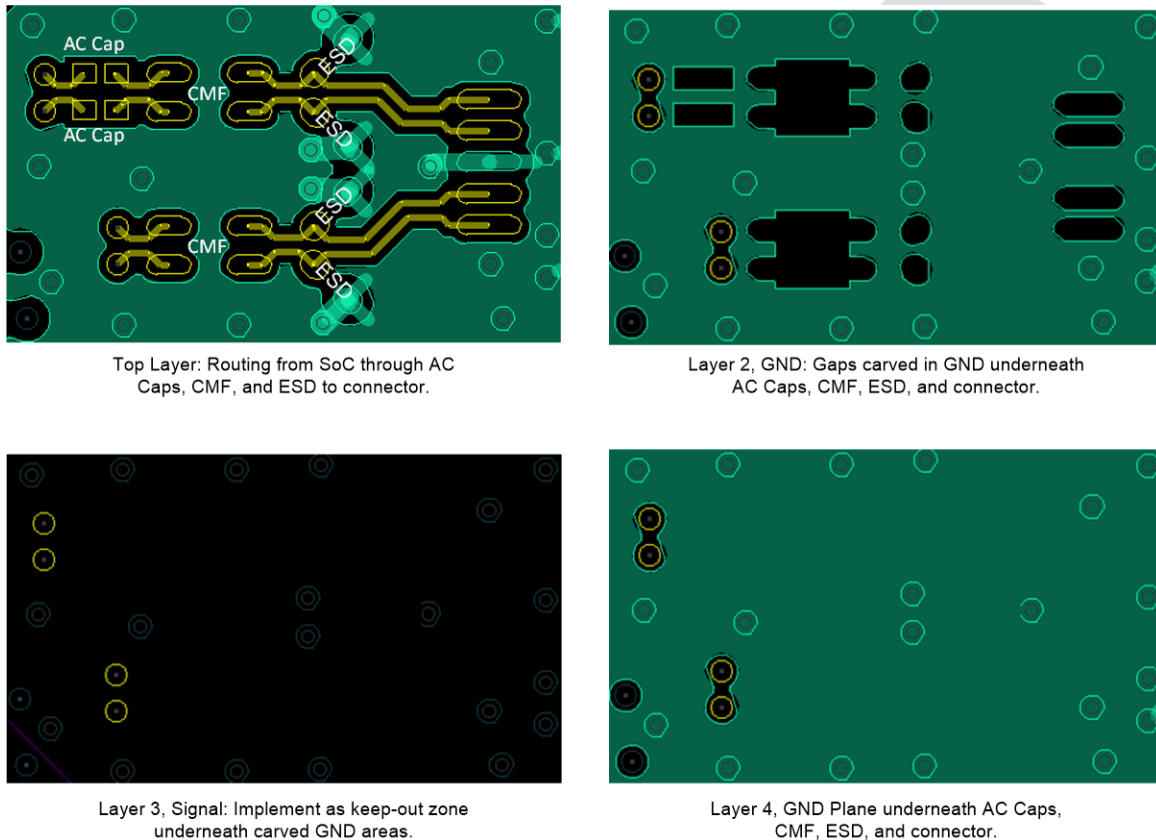 AC Cap
ESD
CMF
AC Cap
ESD
ESD
CMF
ESD
Top Layer: Routing from SoC through AC
Caps, CMF, and ESD to connector.
Layer 2, GND: Gaps carved in GND underneath
AC Caps, CMF, ESD, and connector.
Layer 3, Signal: Implement as keep-out zone
underneath carved GND areas.
Layer 4, GND Plane underneath AC Caps,
CMF, ESD, and connector.